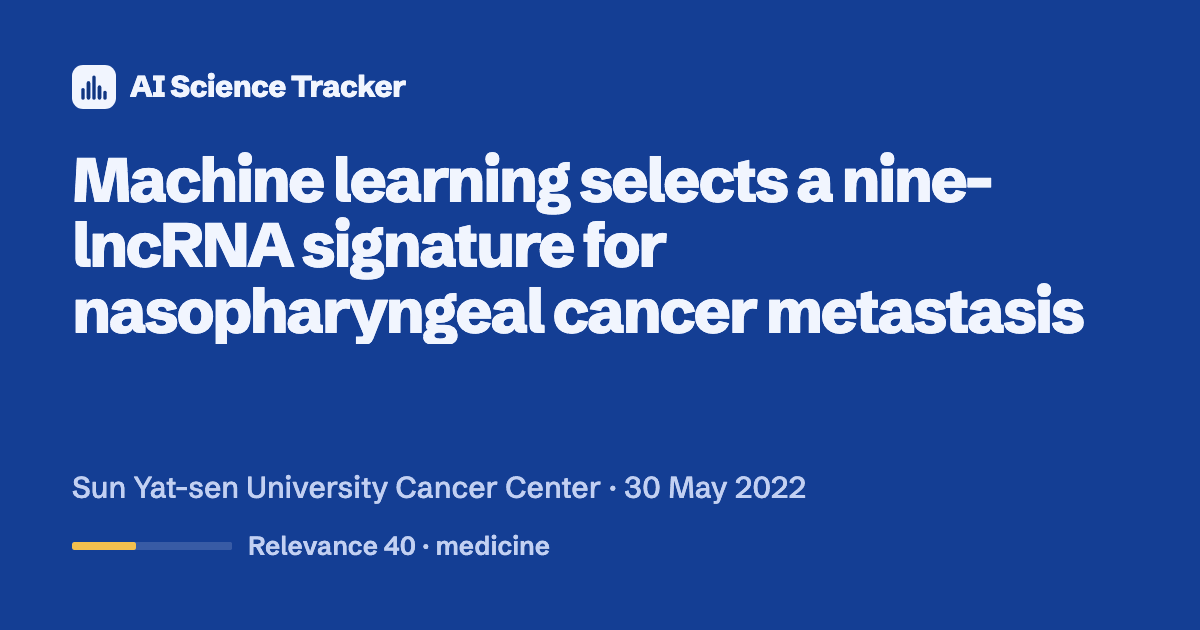 AI Science Tracker
Machine learning selects a nine-
lncRNA signature for
nasopharyngeal cancer metastasis
Sun Yat-sen University Cancer Center · 30 May 2022
Relevance 40 · medicine